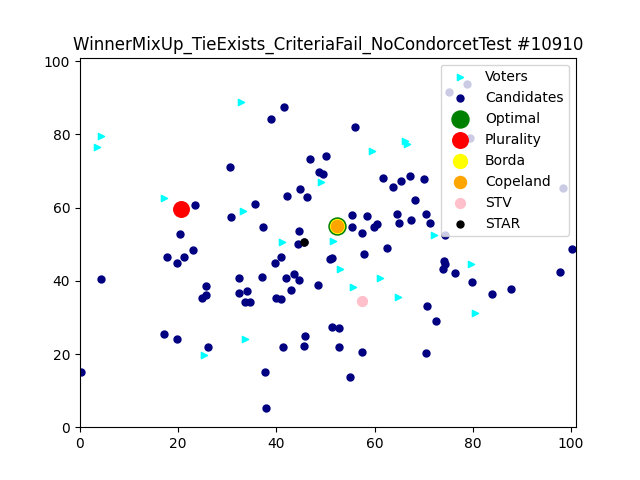 WinnerMixUp_TieExists_CriteriaFail_NoCondorcetTest #10910
100
80
60
40
20
0
0 20 40 60 80 100
Voters
Candidates
Optimal
Plurality
Borda
Copeland
STV
STAR